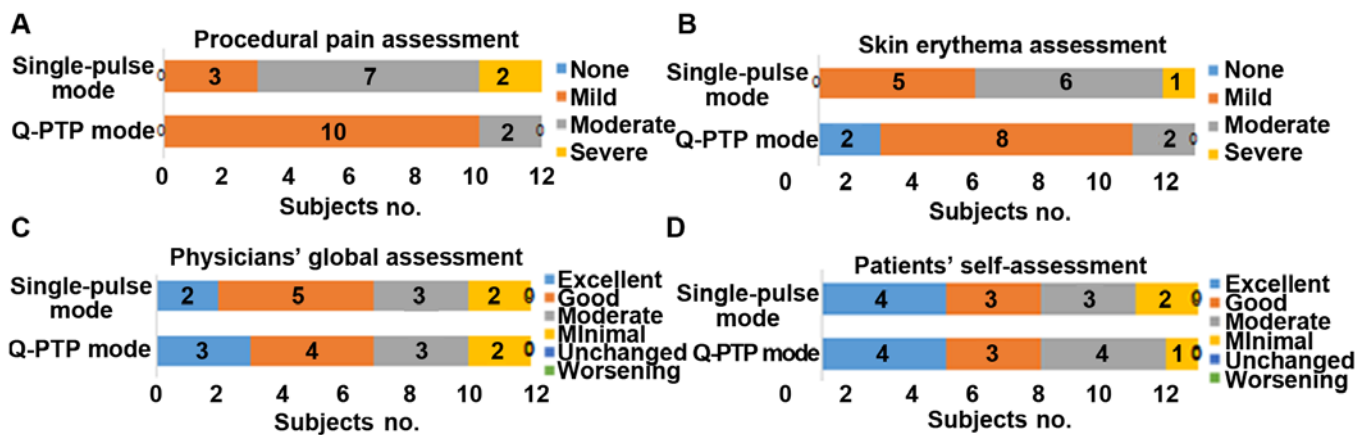 A
Procedural pain assessment
Single-pulse
mode
0 3 7 2
Q-PTP mode
0 10 2 0
None
Mild
Moderate
Severe
0 2 4 6 8 10 12
Subjects no.
B
Skin erythema assessment
Single-pulse
mode
0 5 6 1
Q-PTP mode
2 8 2 0
None
Mild
Moderate
Severe
0 2 4 6 8 10 12
Subjects no.
C
Physicians’ global assessment
Single-pulse
mode
2 5 3 2 0
Q-PTP mode
3 4 3 2 0
Excellent
Good
Moderate
MInimal
Unchanged
Worsening
0 2 4 6 8 10 12
Subjects no.
D
Patients’ self-assessment
Single-pulse
mode
4 3 3 2 0
Q-PTP mode
4 3 4 1 0
Excellent
Good
Moderate
MInimal
Unchanged
Worsening
0 2 4 6 8 10 12
Subjects no.